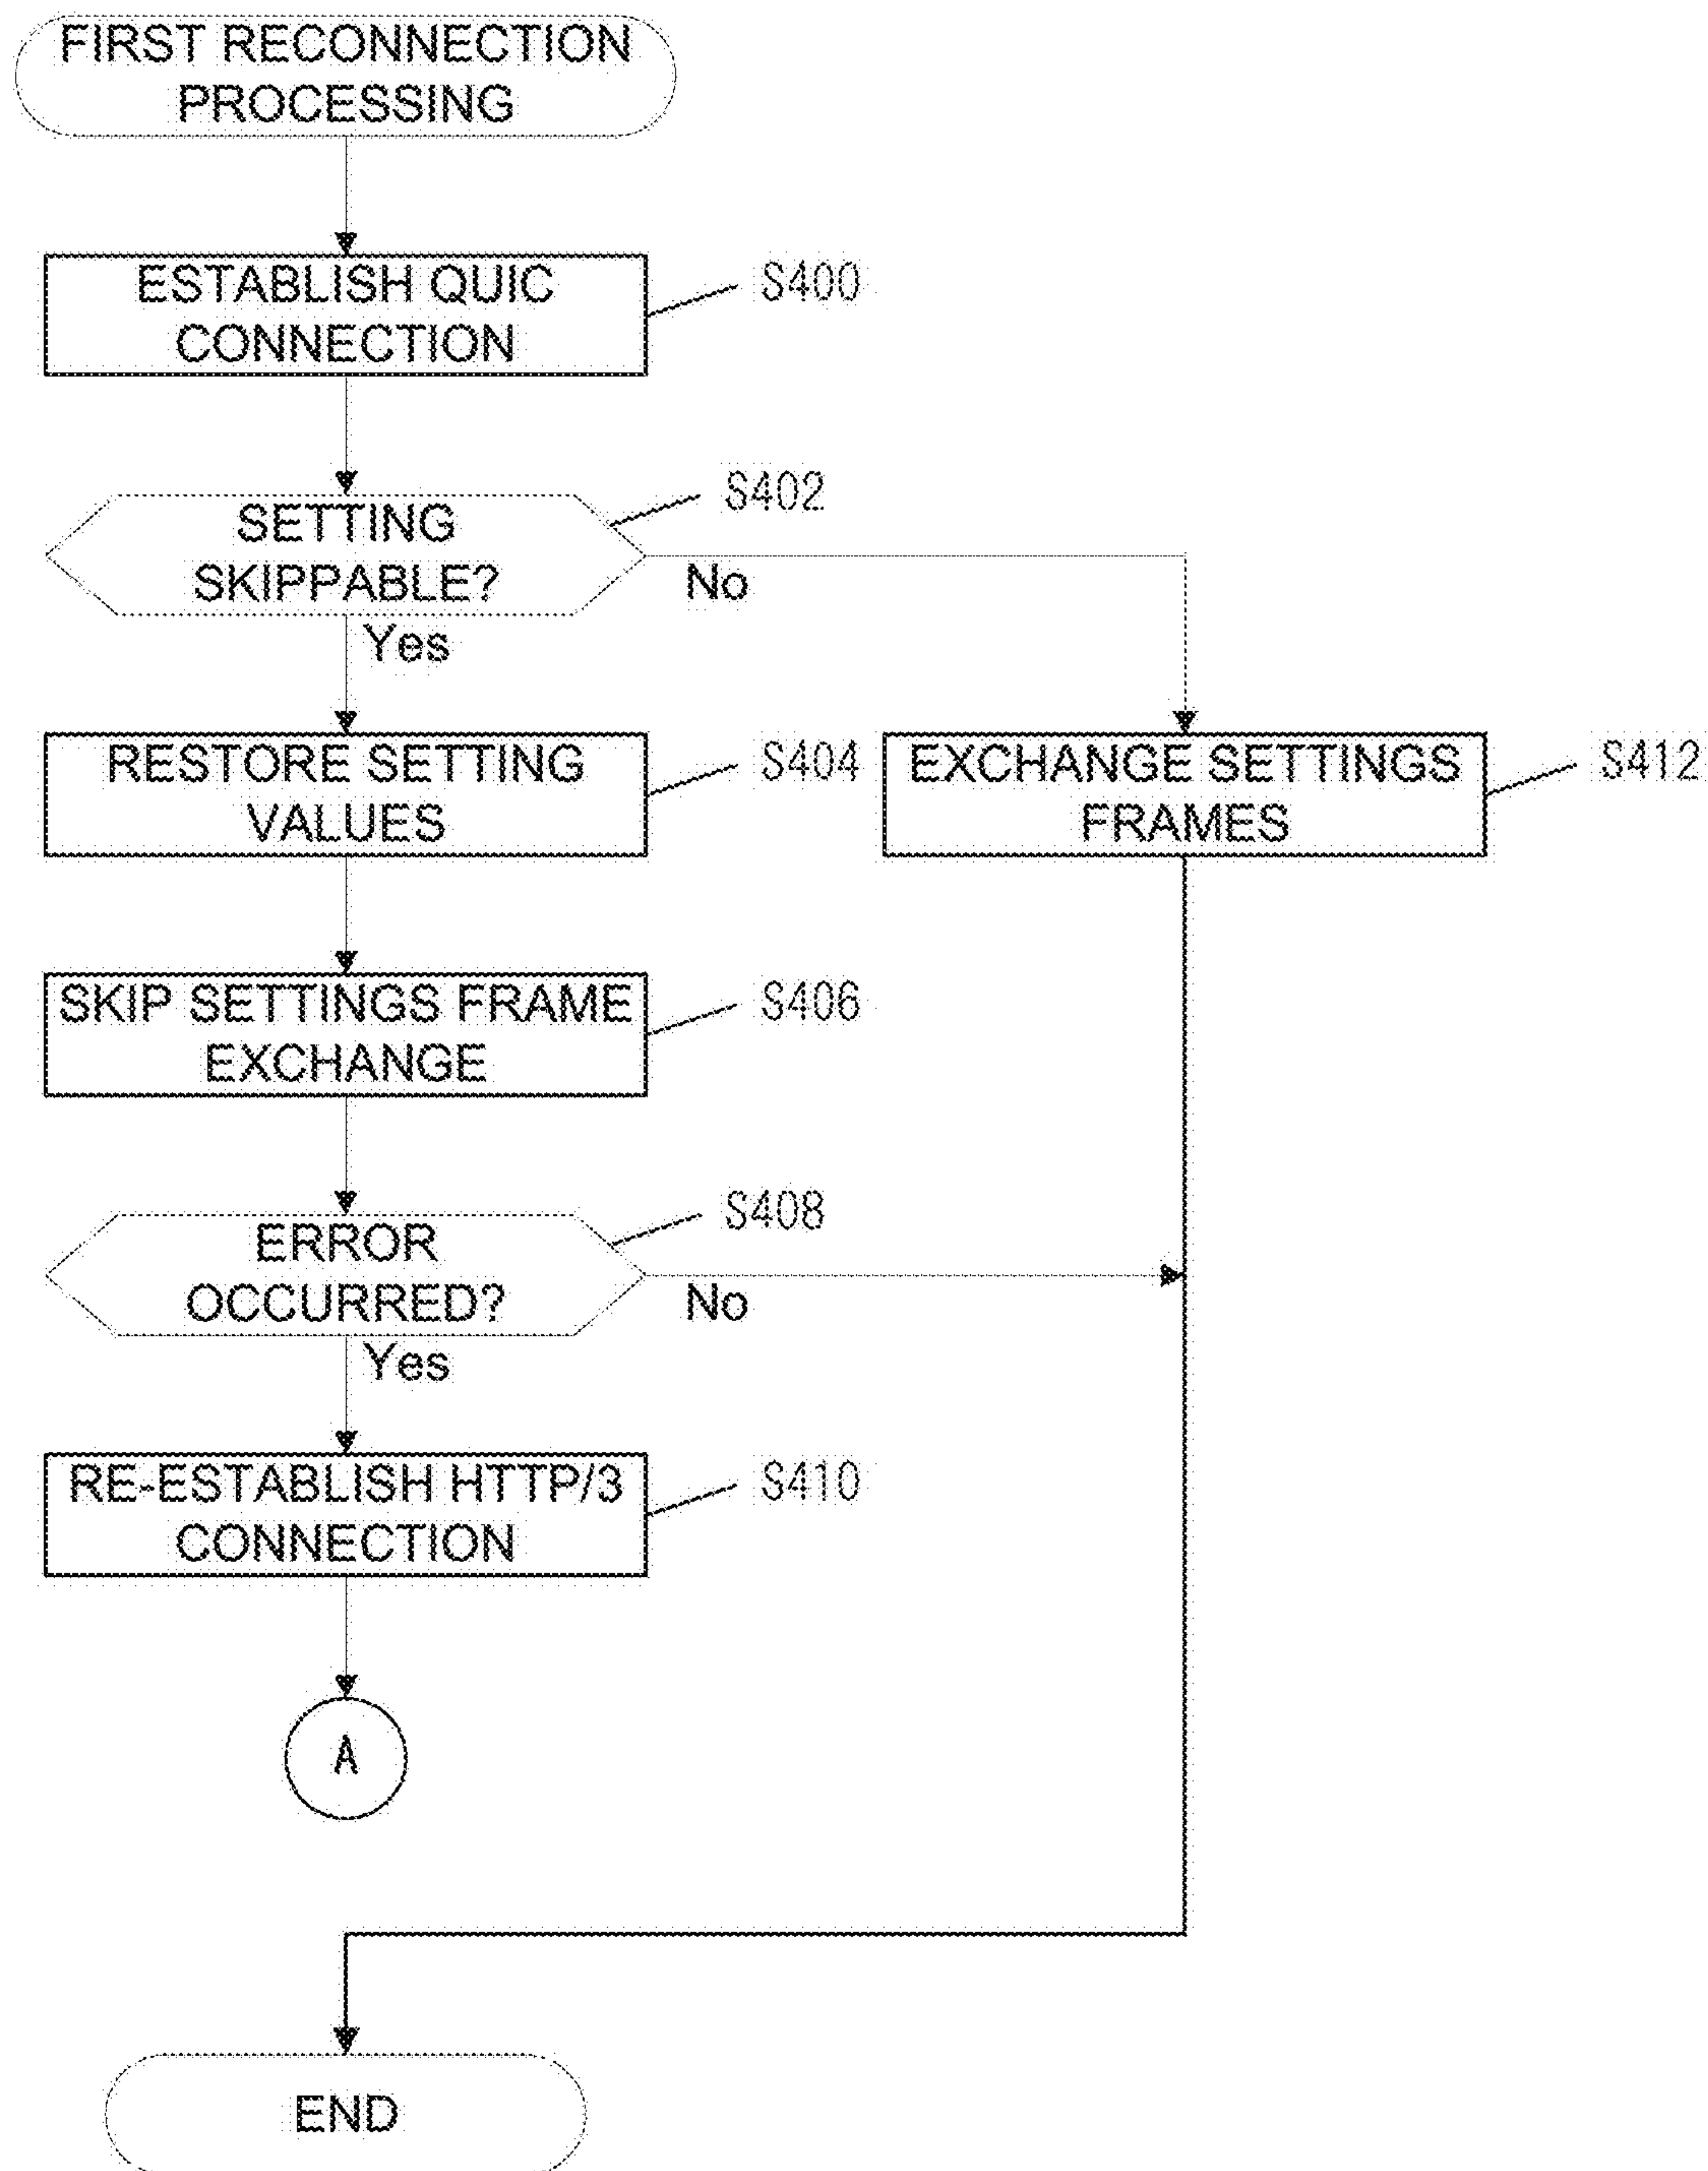 FIRST RECONNECTION
PROCESSING
ESTABLISH QUIC
CONNECTION
S400
SETTING
SKIPPABLE?
S402
No
Yes
RESTORE SETTING
VALUES
S404
EXCHANGE SETTINGS
FRAMES
S412
SKIP SETTINGS FRAME
EXCHANGE
S406
ERROR
OCCURRED?
S408
No
Yes
RE-ESTABLISH HTTP/3
CONNECTION
S410
A
END